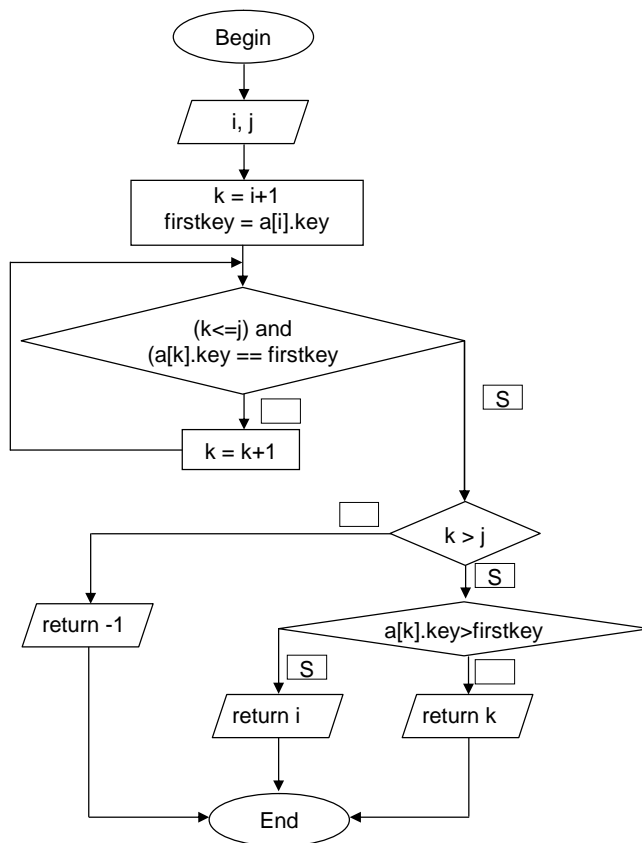 Begin
i, j
k = i+1
firstkey = a[i].key
(k<=j) and
(a[k].key == firstkey
S
k = k+1
k > j
S
return -1
a[k].key>firstkey
S
return i
return k
End